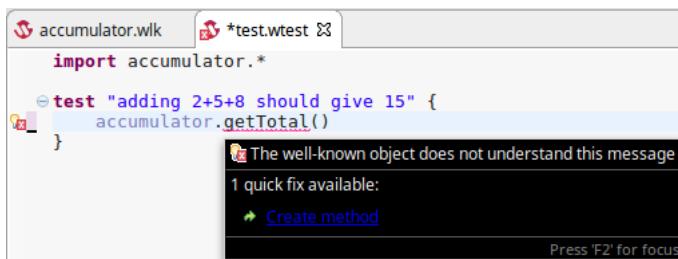 accumulator.wlk
*test.wtest
import accumulator.*
test "adding 2+5+8 should give 15" {
accumulator.getTotal()
}
The well-known object does not understand this message
1 quick fix available:
Create method
Press 'F2' for focus